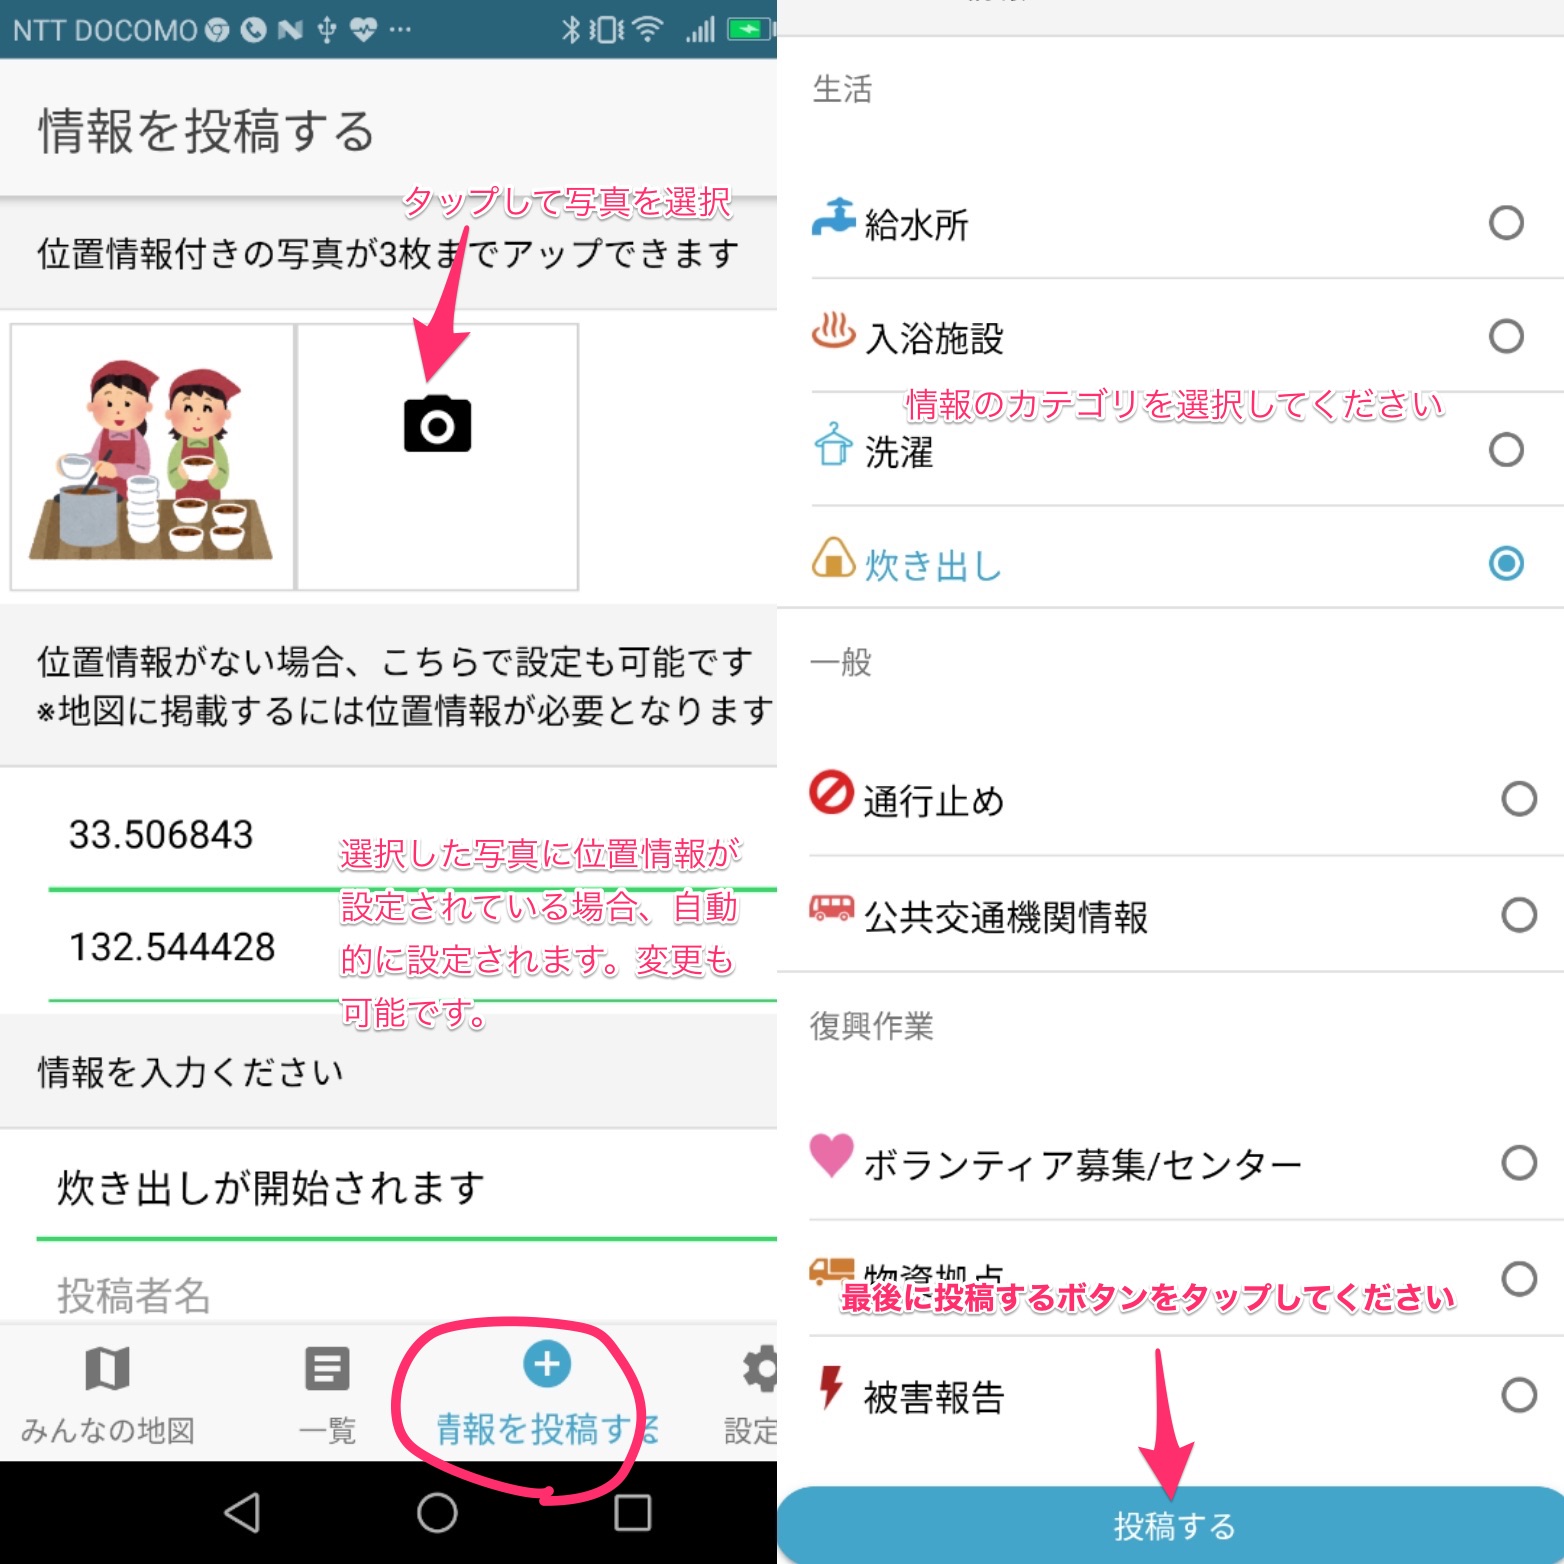 NTT DOCOMO
情報を投稿する
タップして写真を選択
位置情報付きの写真が3枚までアップできます
位置情報がない場合、こちらで設定も可能です
※地図に掲載するには位置情報が必要となります
33.506843
132.544428
選択した写真に位置情報が
設定されている場合、自動
的に設定されます。変更も
可能です。
情報を入力ください
炊き出しが開始されます
投稿者名
みんなの地図
一覧
情報を投稿する
設定
生活
給水所
入浴施設
情報のカテゴリを選択してください
洗濯
炊き出し
一般
通行止め
公共交通機関情報
復興作業
ボランティア募集/センター
物資拠点
最後に投稿するボタンをタップしてください
被害報告
投稿する